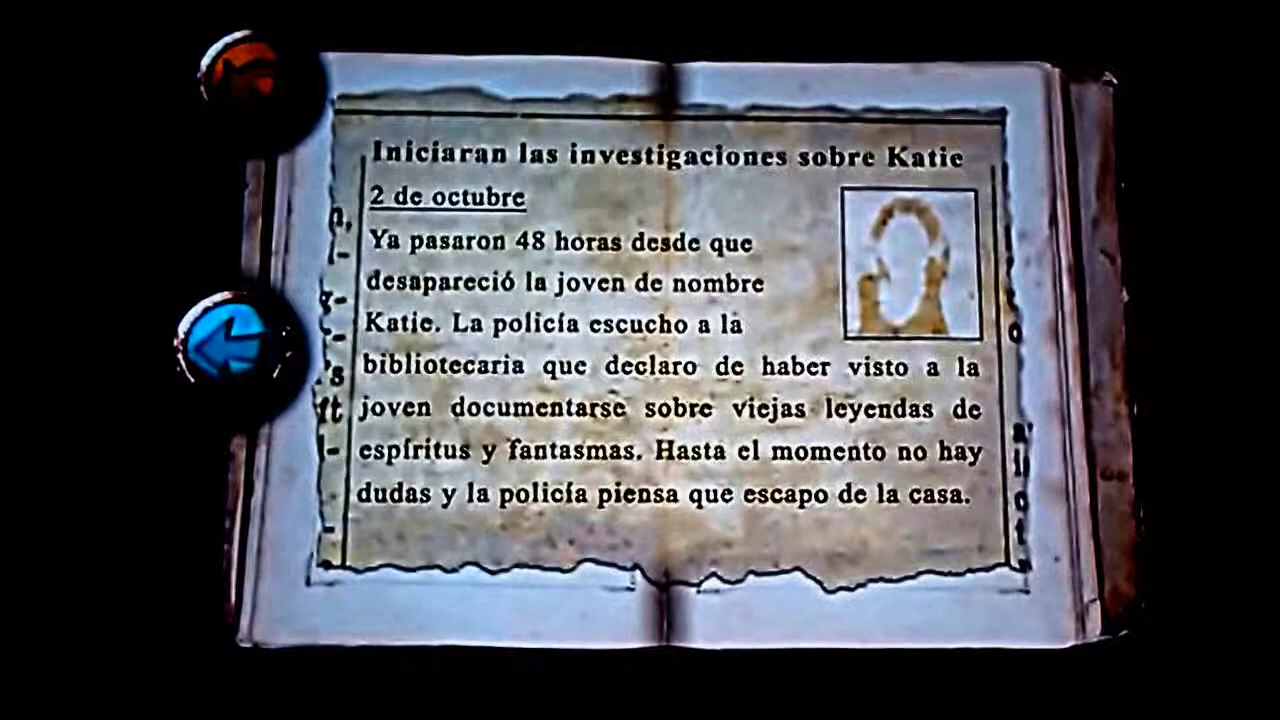 Iniciaran las investigaciones sobre Katie
2 de octubre
Ya pasaron 48 horas desde que
desapareció la joven de nombre
Katie. La policía escucho a la
bibliotecaria que declaro de haber visto a la
joven documentarse sobre viejas leyendas de
espíritus y fantasmas. Hasta el momento no hay
dudas y la policía piensa que escapo de la casa.